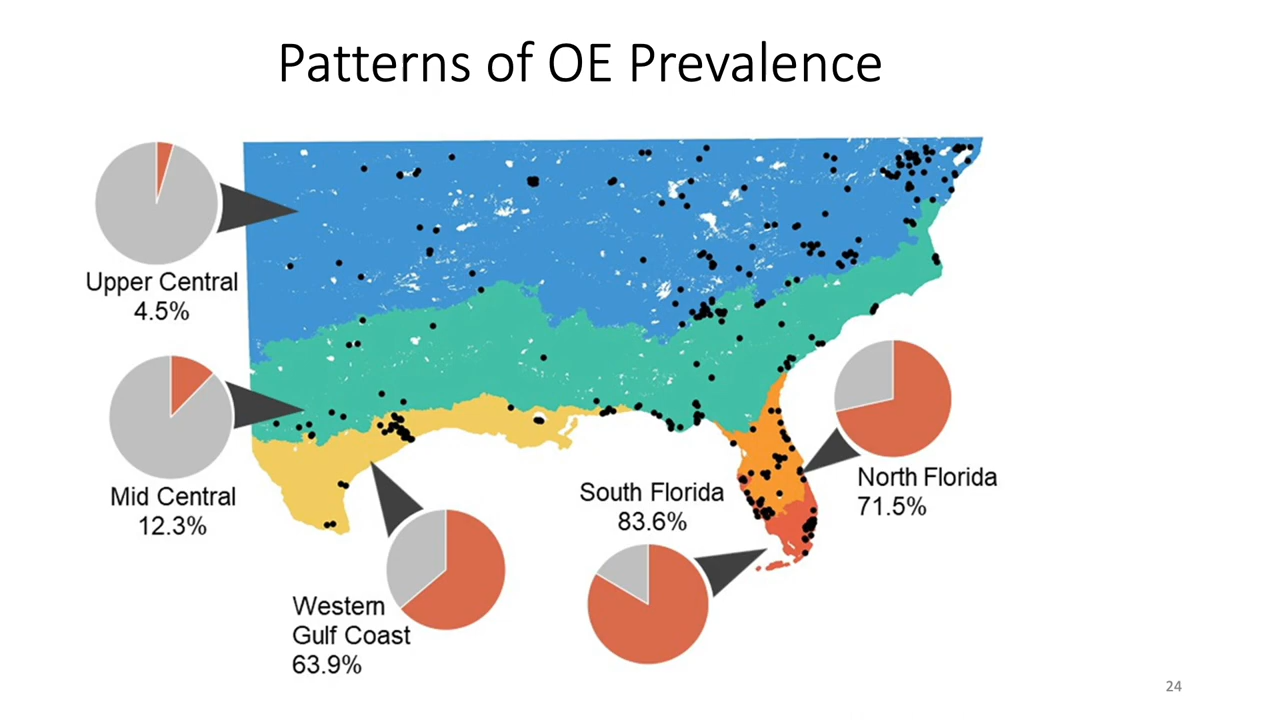 Patterns of OE Prevalence
Upper Central
4.5%
Mid Central
12.3%
Western
Gulf Coast
63.9%
South Florida
83.6%
North Florida
71.5%
24